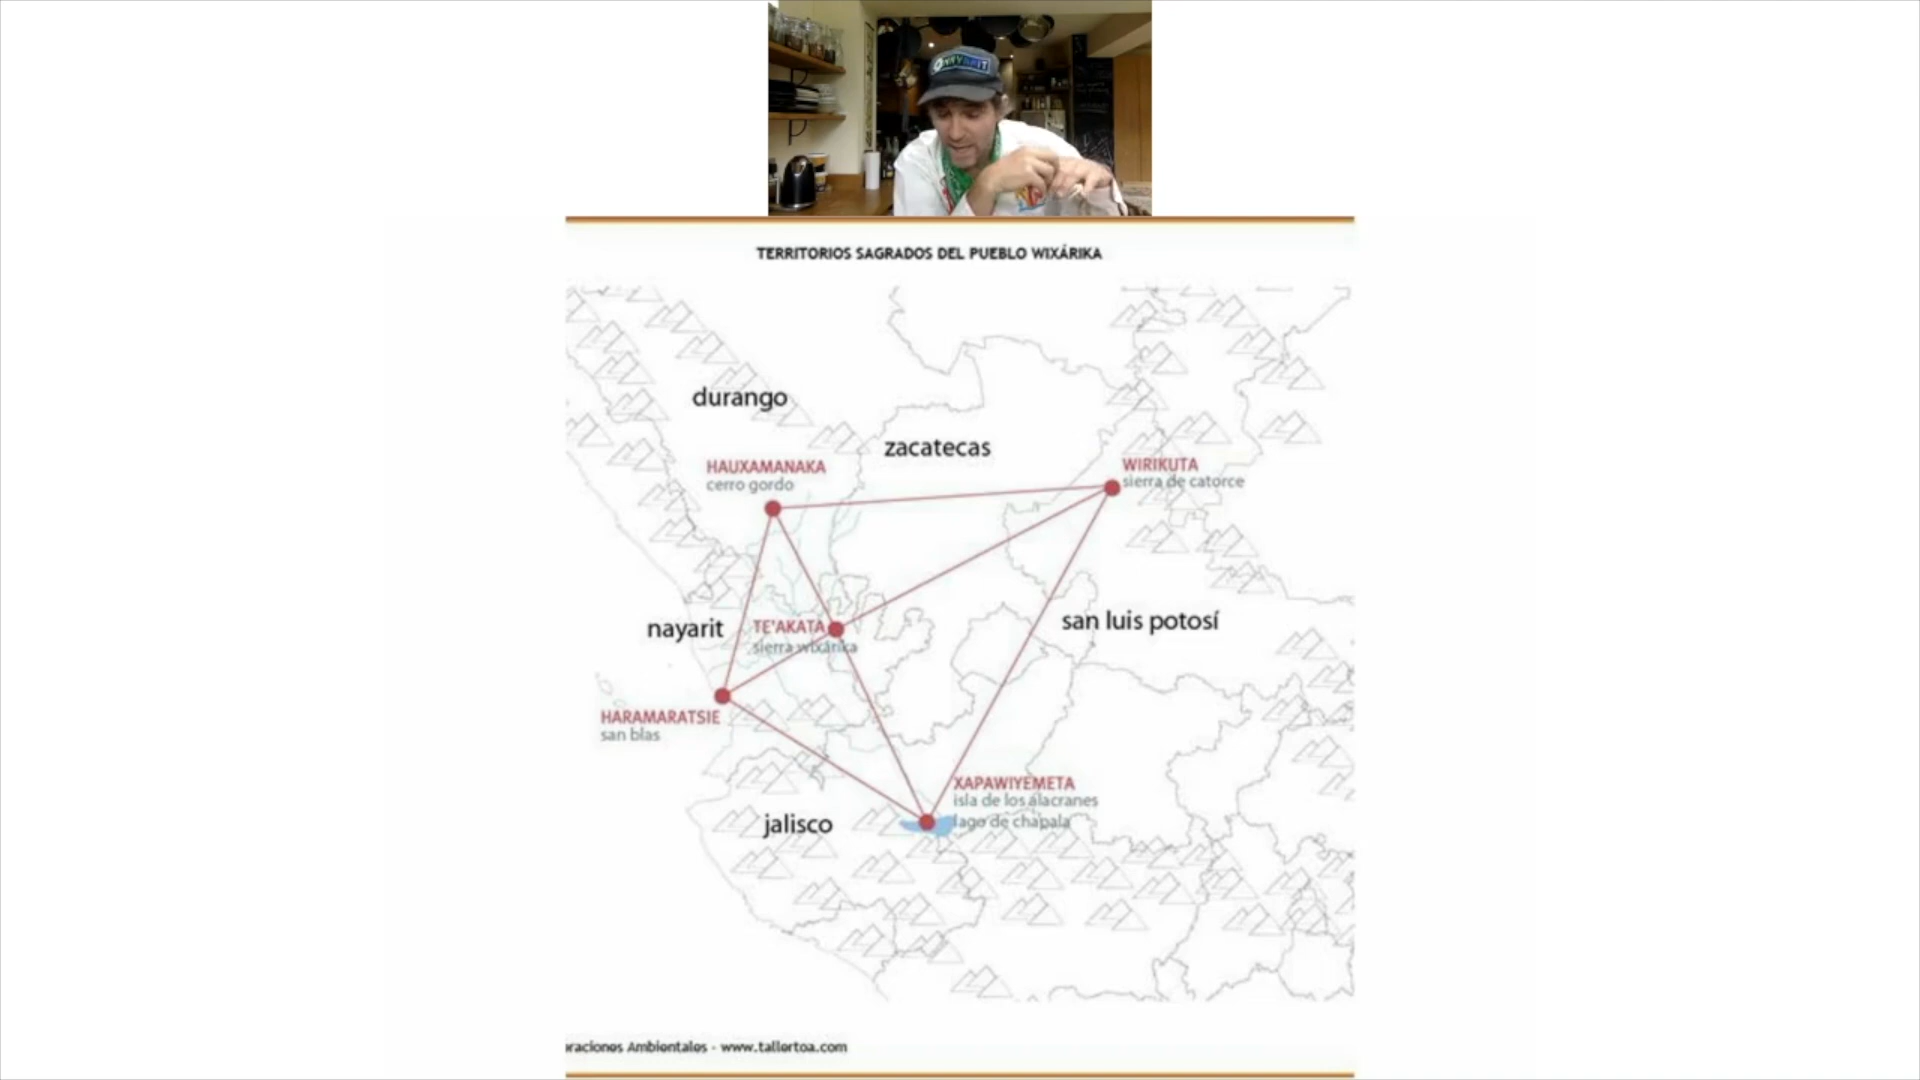 TERRITORIOS SAGRADOS DEL PUEBLO WIXÁRIKA
durango
zacatecas
HAUXAMANAKA
cerro gordo
WIRIKUTA
sierra de catorce
nayarit
TE'AKATA
sierra wixárika
san luis potosí
HARAMARATSIE
san blas
XAPAWIYEMETA
isla de los alacranes
lago de chapala
jalisco
raciones Ambientales - www.tallertoa.com